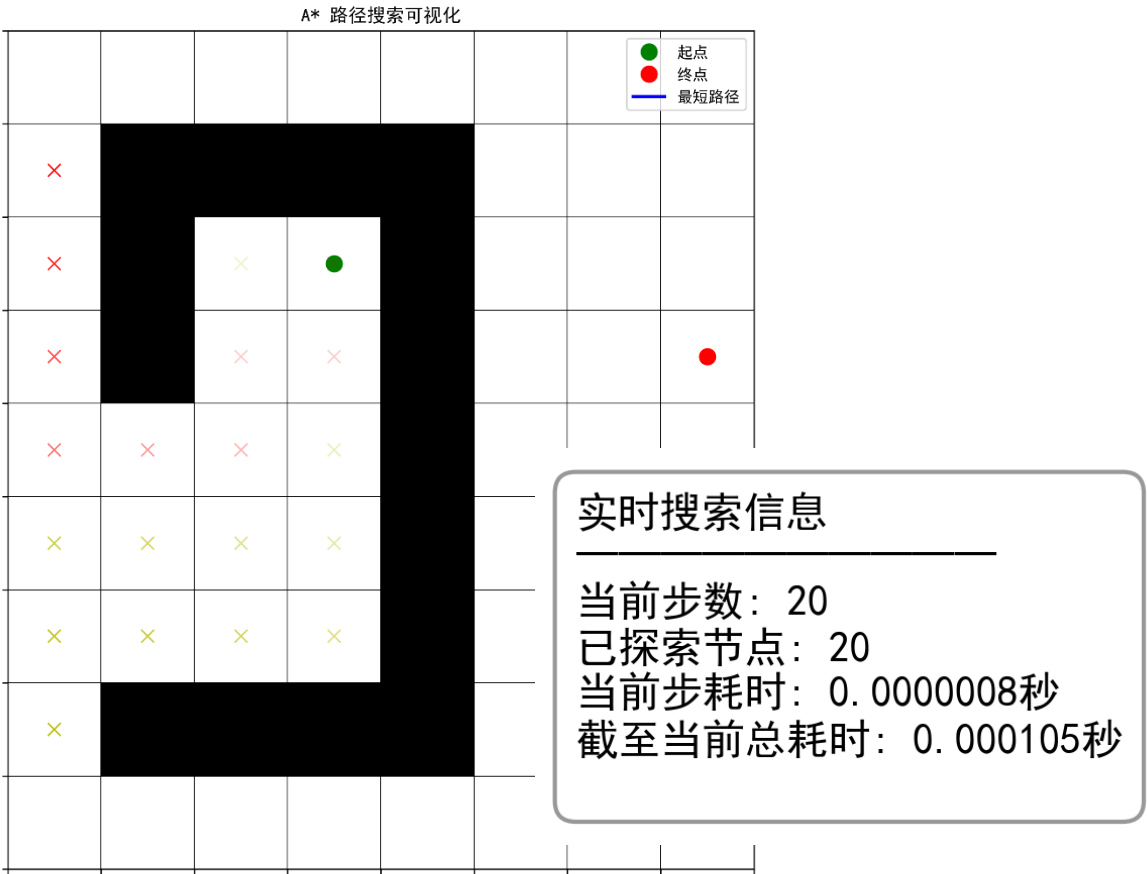 A* 路径搜索可视化
起点
终点
最短路径
实时搜索信息
当前步数: 20
已探索节点: 20
当前步耗时: 0.0000008秒
截至当前总耗时: 0.000105秒